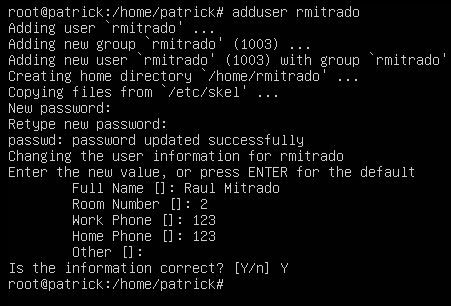 root@patrick:/home/patrick# adduser rmitrado
Adding user `rmitrado' ...
Adding new group `rmitrado' (1003) ...
Adding new user `rmitrado' (1003) with group `rmitrado'
Creating home directory `/home/rmitrado' ...
Copying files from `/etc/skel' ...
New password:
Retype new password:
passwd: password updated successfully
Changing the user information for rmitrado
Enter the new value, or press ENTER for the default
Full Name []: Raul Mitrado
Room Number []: 2
Work Phone []: 123
Home Phone []: 123
Other []:
Is the information correct? [Y/n] Y
root@patrick:/home/patrick#